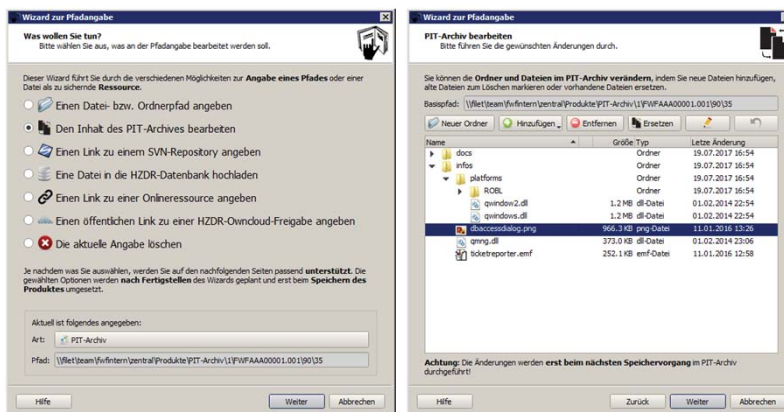 Wizard zur Pfadangabe
Was wollen Sie tun?
Bitte wählen Sie aus, was an der Pfadangabe bearbeitet werden soll.
Dieser Wizard führt Sie durch die verschiedenen Möglichkeiten zur Angabe eines Pfades oder einer
Datei als zu sichernde Ressource.
Einen Datei- bzw. Ordnerpfad angeben
Den Inhalt des PIT-Archives bearbeiten
Einen Link zu einem SVN-Repository angeben
Eine Datei in die HZDR-Datenbank hochladen
Einen Link zu einer Onlineressource angeben
Einen öffentlichen Link zu einer HZDR-Owncloud-Freigabe angeben
Die aktuelle Angabe löschen
Je nachdem was Sie auswählen, werden Sie auf den nachfolgenden Seiten passend unterstützt. Die
gewählten Optionen werden nach Fertigstellen des Wizards geplant und erst beim Speichern des
Produktes umgesetzt.
Aktuell ist folgendes angegeben:
Art: PIT-Archiv
Pfad: \\filet\team\fwfintern\zentral\Produkte\PIT-Archiv\1\FWFAAA00001.001\90\35
Hilfe Weiter Abbrechen
Wizard zur Pfadangabe
PIT-Archiv bearbeiten
Bitte führen Sie die gewünschten Änderungen durch.
Sie können die Ordner und Dateien im PIT-Archiv verändern, indem Sie neue Dateien hinzufügen,
alte Dateien zum Löschen markieren oder vorhandene Dateien ersetzen.
Basispfad: \\filet\team\fwfintern\zentral\Produkte\PIT-Archiv\1\FWFAAA00001.001\90\35
Neuer Ordner Hinzufügen Entfernen Ersetzen
Name Größe Typ Letze Änderung
docs Ordner 19.07.2017 16:54
infos Ordner 19.07.2017 16:54
platforms Ordner 19.07.2017 16:54
ROBL Ordner 19.07.2017 16:54
qwindow2.dll 1.2 MB dll-Datei 01.02.2014 22:54
qwindows.dll 1.2 MB dll-Datei 01.02.2014 22:54
dbaccessdialog.png 966.3 KB png-Datei 11.01.2016 13:26
qmng.dll 373.0 KB dll-Datei 01.02.2014 23:06
ticketreporter.emf 252.1 KB emf-Datei 11.01.2016 12:58
Achtung: Die Änderungen werden erst beim nächsten Speichervorgang im PIT-Archiv
durchgeführt!
Hilfe Zurück Weiter Abbrechen